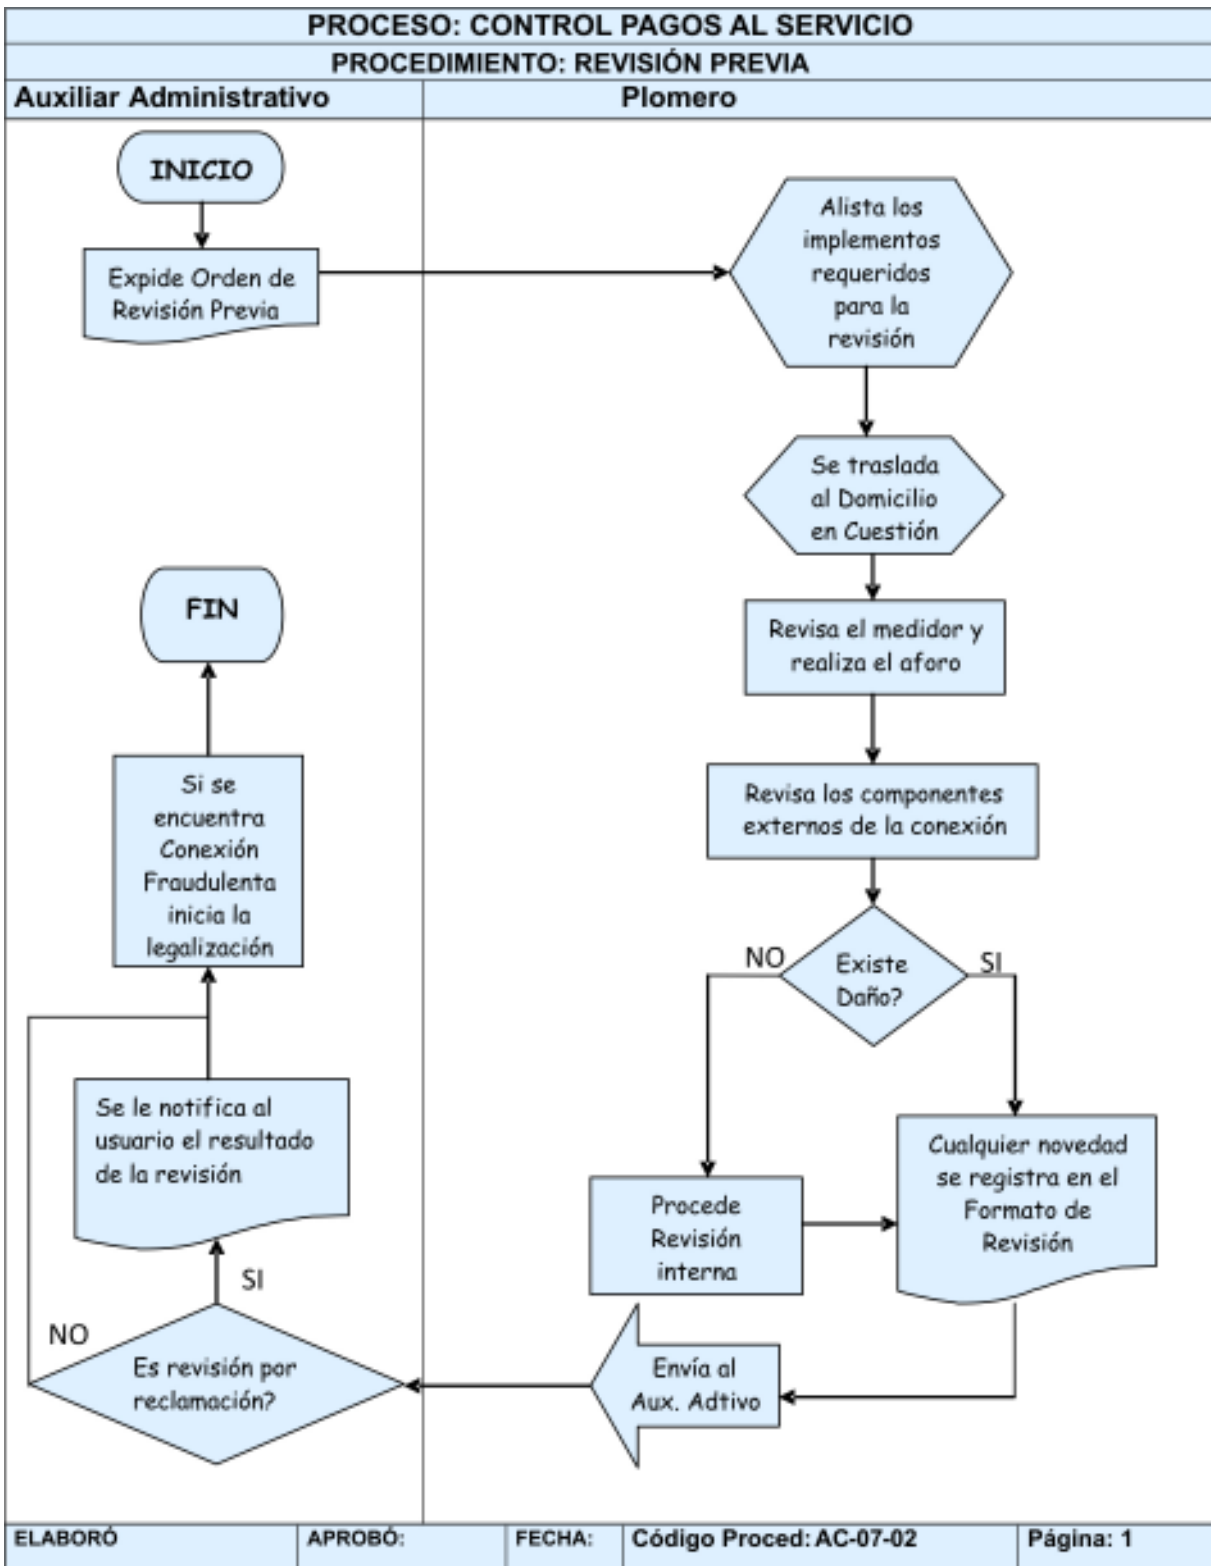 PROCESO: CONTROL PAGOS AL SERVICIO
PROCEDIMIENTO: REVISIÓN PREVIA
Auxiliar Administrativo
Plomero
INICIO
Expide Orden de
Revisión Previa
Alista los
implementos
requeridos
para la
revisión
Se traslada
al Domicilio
en Cuestión
Revisa el medidor y
realiza el aforo
Revisa los componentes
externos de la conexión
Existe
Daño?
NO
SI
Procede
Revisión
interna
Cualquier novedad
se registra en el
Formato de
Revisión
Envía al
Aux. Adtivo
Es revisión por
reclamación?
NO
SI
Se le notifica al
usuario el resultado
de la revisión
Si se
encuentra
Conexión
Fraudulenta
inicia la
legalización
FIN
ELABORÓ
APROBÓ:
FECHA:
Código Proced: AC-07-02
Página: 1